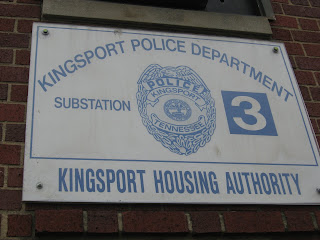 KINGSPORT POLICE DEPARTMENT
SUBSTATION
POLICE
KINGSPORT
TENNESSEE
3
KINGSPORT HOUSING AUTHORITY